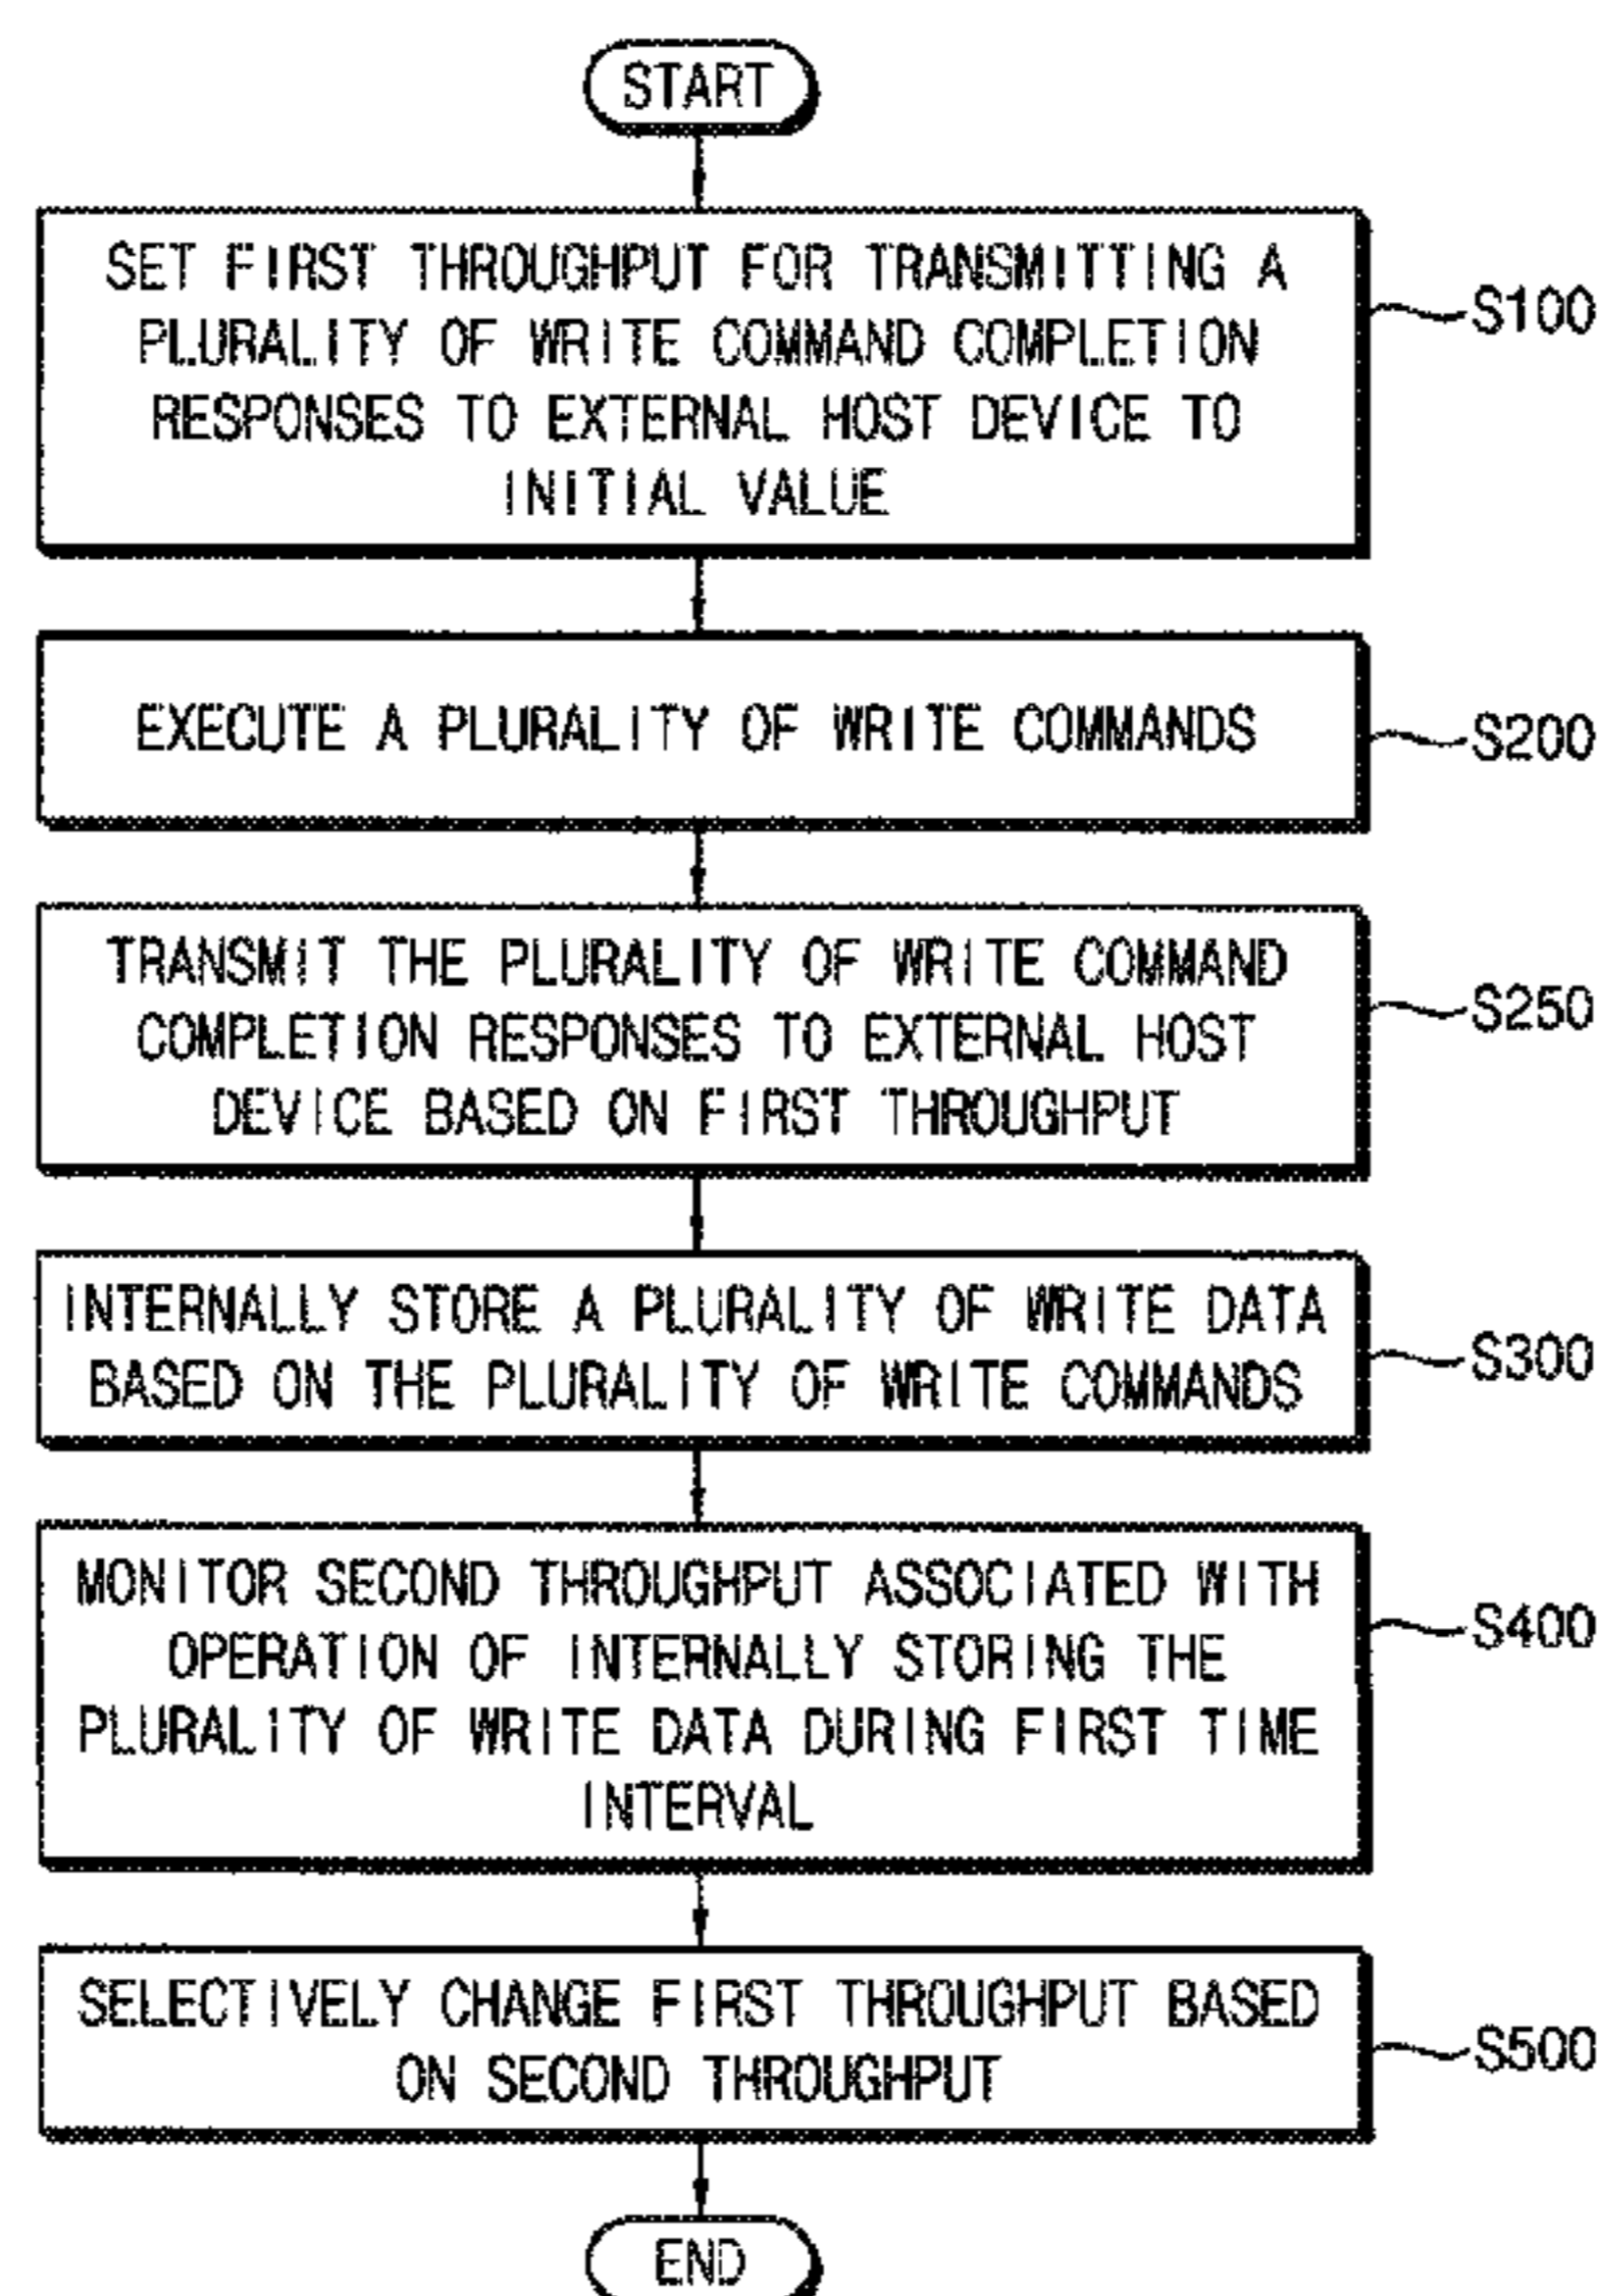 START
SET FIRST THROUGHPUT FOR TRANSMITTING A
PLURALITY OF WRITE COMMAND COMPLETION
RESPONSES TO EXTERNAL HOST DEVICE TO
INITIAL VALUE
S100
EXECUTE A PLURALITY OF WRITE COMMANDS
S200
TRANSMIT THE PLURALITY OF WRITE COMMAND
COMPLETION RESPONSES TO EXTERNAL HOST
DEVICE BASED ON FIRST THROUGHPUT
S250
INTERNALLY STORE A PLURALITY OF WRITE DATA
BASED ON THE PLURALITY OF WRITE COMMANDS
S300
MONITOR SECOND THROUGHPUT ASSOCIATED WITH
OPERATION OF INTERNALLY STORING THE
PLURALITY OF WRITE DATA DURING FIRST TIME
INTERVAL
S400
SELECTIVELY CHANGE FIRST THROUGHPUT BASED
ON SECOND THROUGHPUT
S500
END